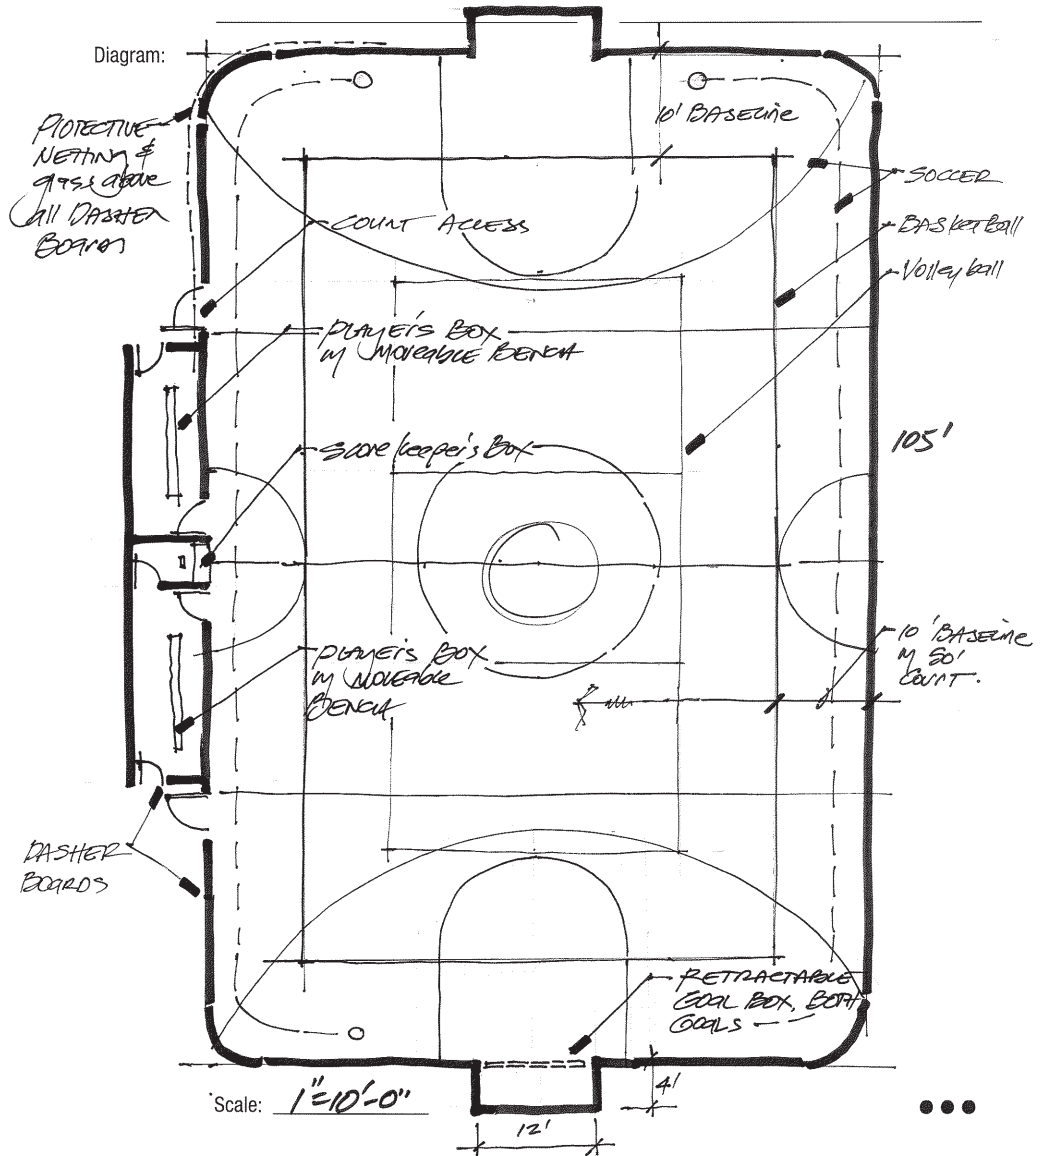 Diagram:
10' BASELINE
PROTECTIVE
NETTING &
glass above
all DASHER
BOARDS
SOCCER
COURT ACCESS
BASKETBALL
Volleyball
PLAYER'S BOX
W/ MOVEABLE BENCH
105'
SCORE keeper's Box
10' BASELINE
W/ 50'
COURT.
PLAYER'S BOX
W/ MOVEABLE
BENCH
DASHER
BOARDS
RETRACTABLE
GOAL BOX, BOTH
GOALS
4'
Scale: 1"=10'-0"
12'